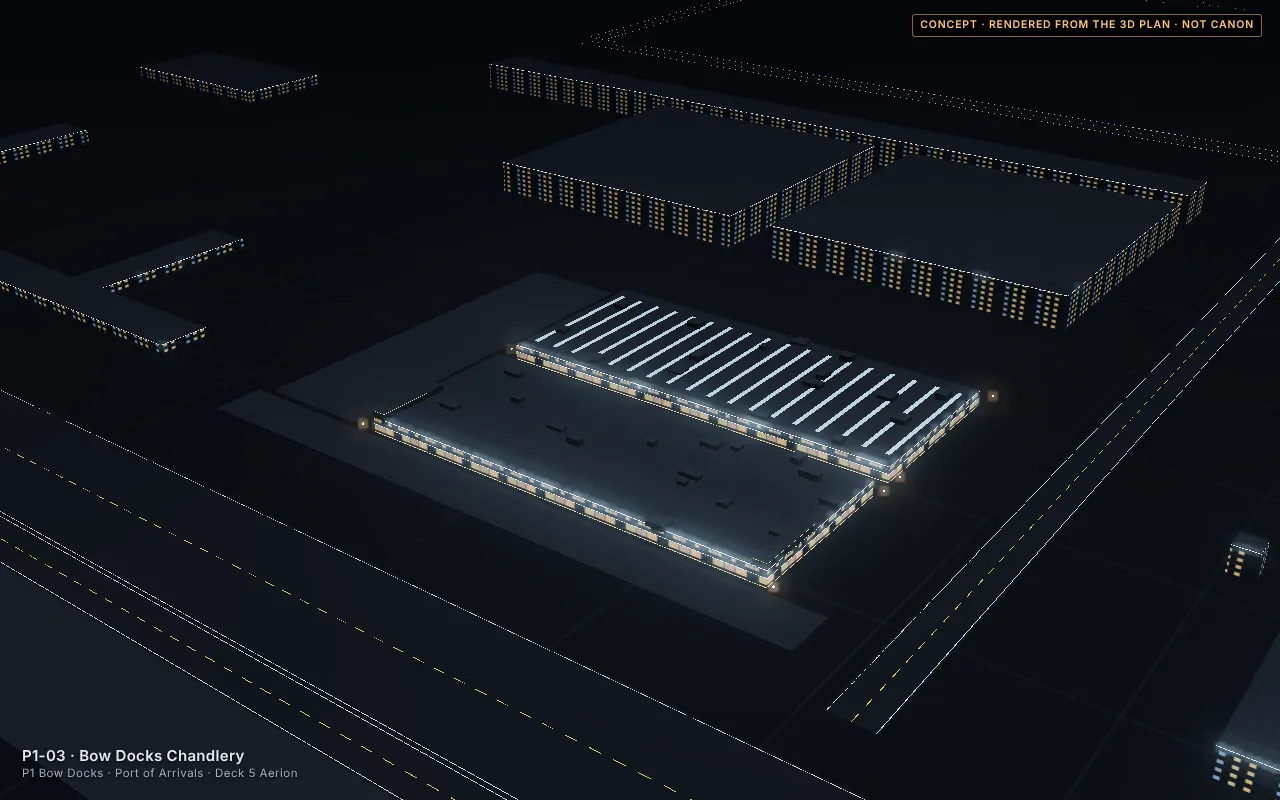 CONCEPT · RENDERED FROM THE 3D PLAN · NOT CANON
P1-03 · Bow Docks Chandlery
P1 Bow Docks · Port of Arrivals · Deck 5 Aerion